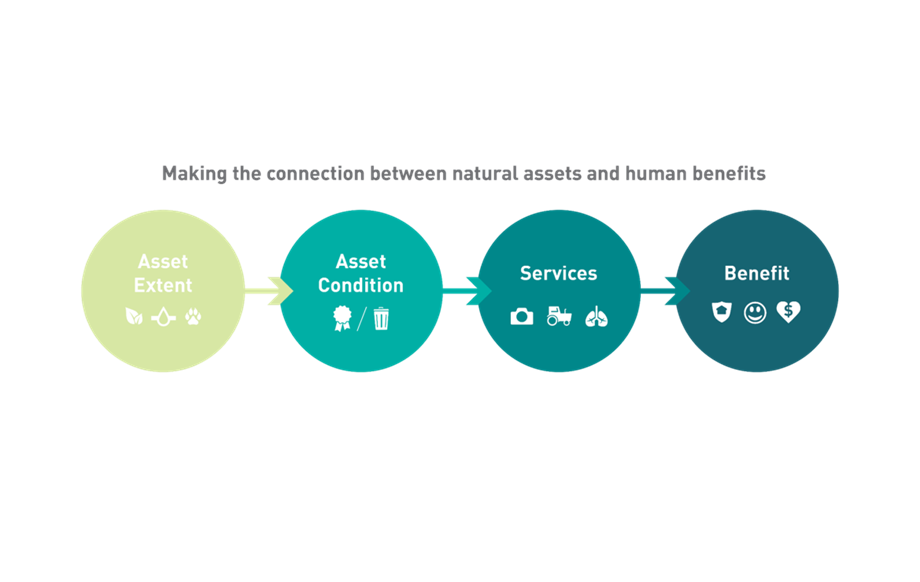 Making the connection between natural assets and human benefits
Asset
Extent
Asset
Condition
Services
Benefit
$